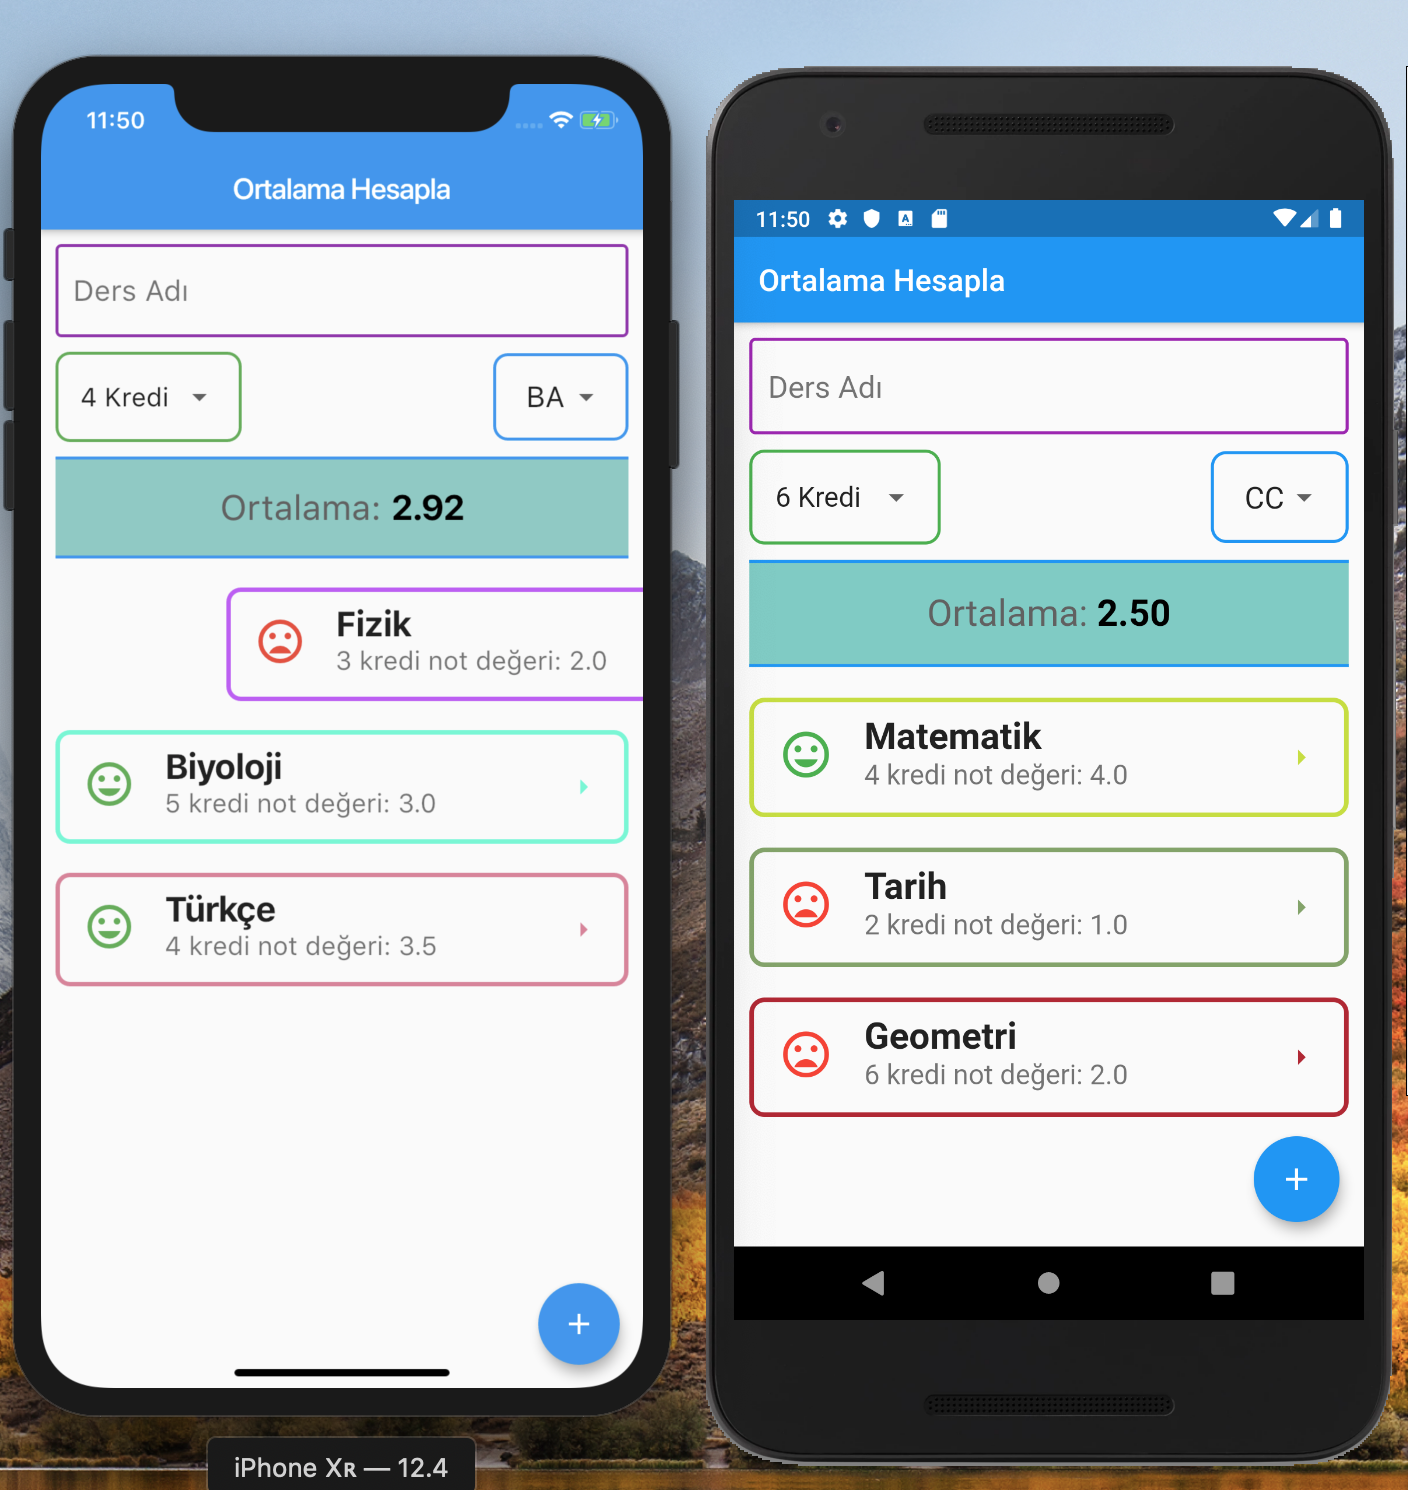 11:50
Ortalama Hesapla
Ders Adı
4 Kredi
BA
Ortalama: 2.92
Fizik
3 kredi not değeri: 2.0
Biyoloji
5 kredi not değeri: 3.0
Türkçe
4 kredi not değeri: 3.5
+
iPhone Xʀ — 12.4
11:50
A
Ortalama Hesapla
Ders Adı
6 Kredi
CC
Ortalama: 2.50
Matematik
4 kredi not değeri: 4.0
Tarih
2 kredi not değeri: 1.0
Geometri
6 kredi not değeri: 2.0
+